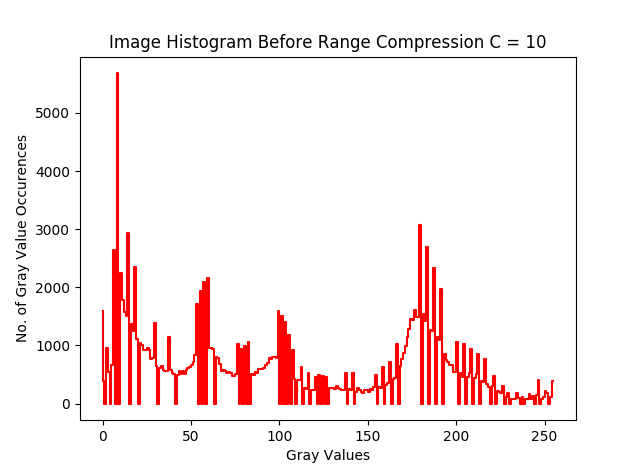 Image Histogram Before Range Compression C = 10
No. of Gray Value Occurences
5000
4000
3000
2000
1000
0
0 50 100 150 200 250
Gray Values